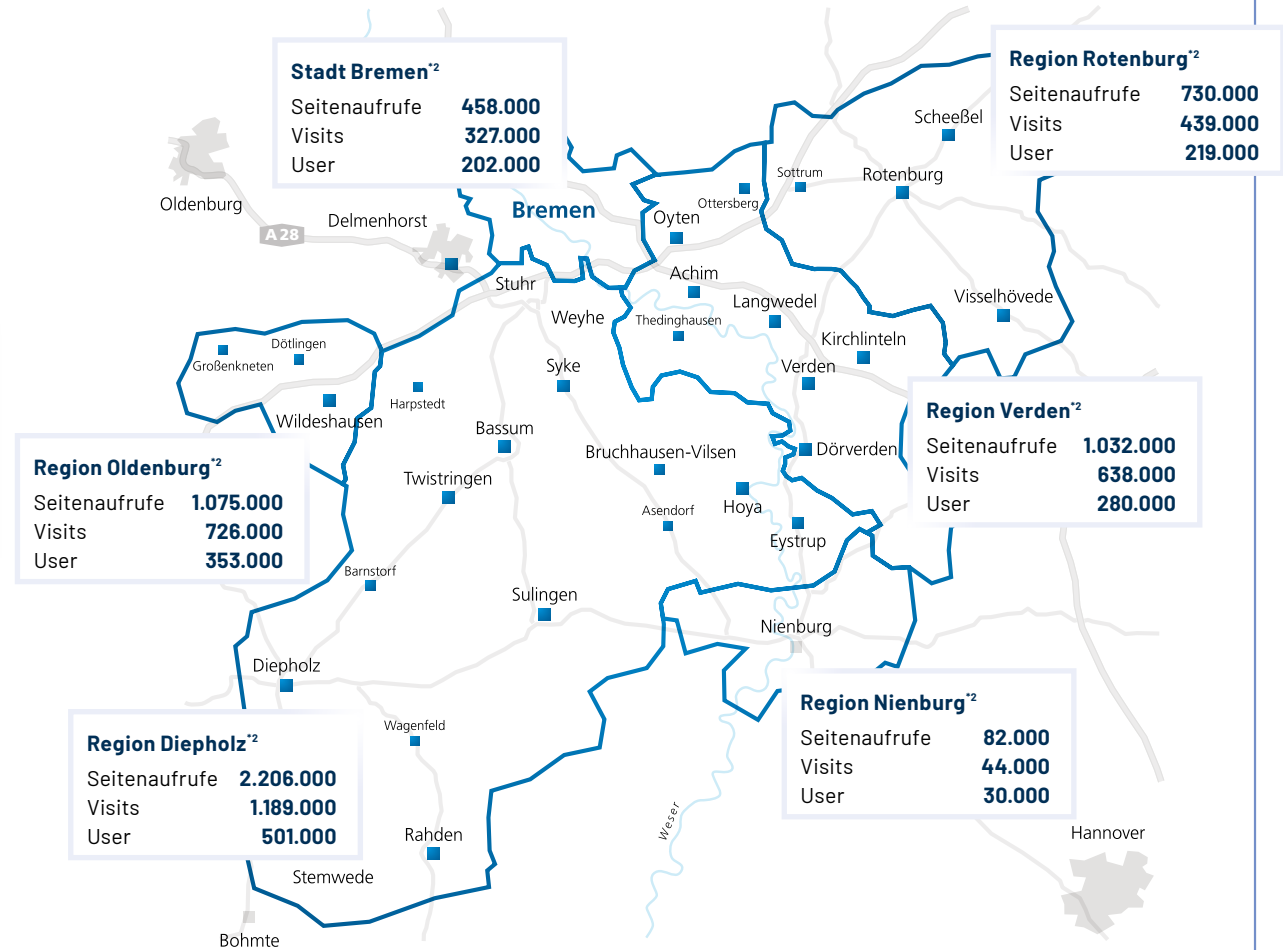 Stadt Bremen*2
Seitenaufrufe 458.000
Visits 327.000
User 202.000
Region Rotenburg*2
Seitenaufrufe 730.000
Visits 439.000
User 219.000
Scheeßel
Sottrum
Rotenburg
Ottersberg
Oldenburg
A 28
Delmenhorst
Bremen
Oyten
Stuhr
Achim
Langwedel
Visselhövede
Weyhe
Thedinghausen
Kirchlinteln
Großenkneten
Dötlingen
Syke
Verden
Harpstedt
Wildeshausen
Bassum
Region Verden*2
Seitenaufrufe 1.032.000
Visits 638.000
User 280.000
Bruchhausen-Vilsen
Dörverden
Region Oldenburg*2
Seitenaufrufe 1.075.000
Visits 726.000
User 353.000
Twistringen
Asendorf
Hoya
Eystrup
Barnstorf
Sulingen
Nienburg
Diepholz
Region Nienburg*2
Seitenaufrufe 82.000
Visits 44.000
User 30.000
Wagenfeld
Region Diepholz*2
Seitenaufrufe 2.206.000
Visits 1.189.000
User 501.000
Weser
Rahden
Hannover
Stemwede
Bohmte